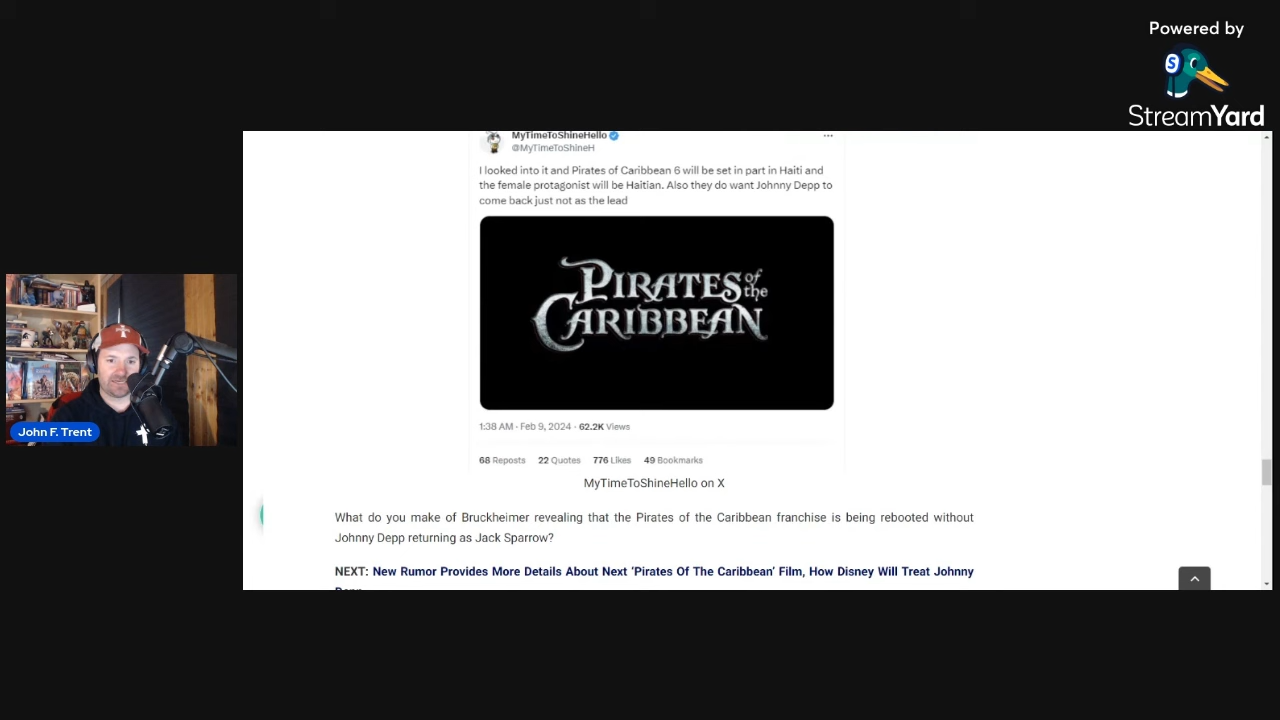 Powered by
S
StreamYard
MyTimeToShineHello
@MyTimeToShineH
I looked into it and Pirates of Caribbean 6 will be set in part in Haiti and
the female protagonist will be Haitian. Also they do want Johnny Depp to
come back just not as the lead
PIRATES of the
CARIBBEAN
1:38 AM · Feb 9, 2024 · 62.2K Views
68 Reposts 22 Quotes 776 Likes 49 Bookmarks
MyTimeToShineHello on X
John F. Trent
What do you make of Bruckheimer revealing that the Pirates of the Caribbean franchise is being rebooted without
Johnny Depp returning as Jack Sparrow?
NEXT: New Rumor Provides More Details About Next ‘Pirates Of The Caribbean’ Film, How Disney Will Treat Johnny